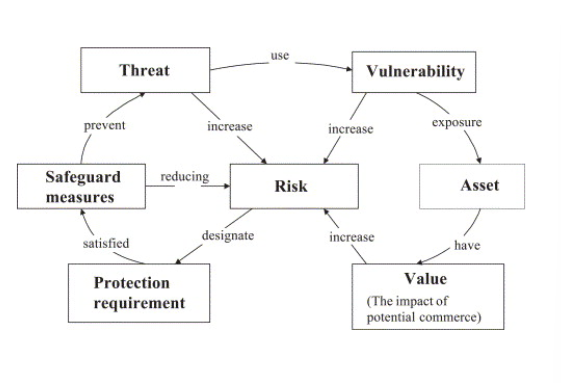 use
Threat
Vulnerability
prevent
increase
increase
exposure
Safeguard
measures
reducing
Risk
Asset
satisfied
designate
increase
have
Protection
requirement
Value
(The impact of
potential commerce)